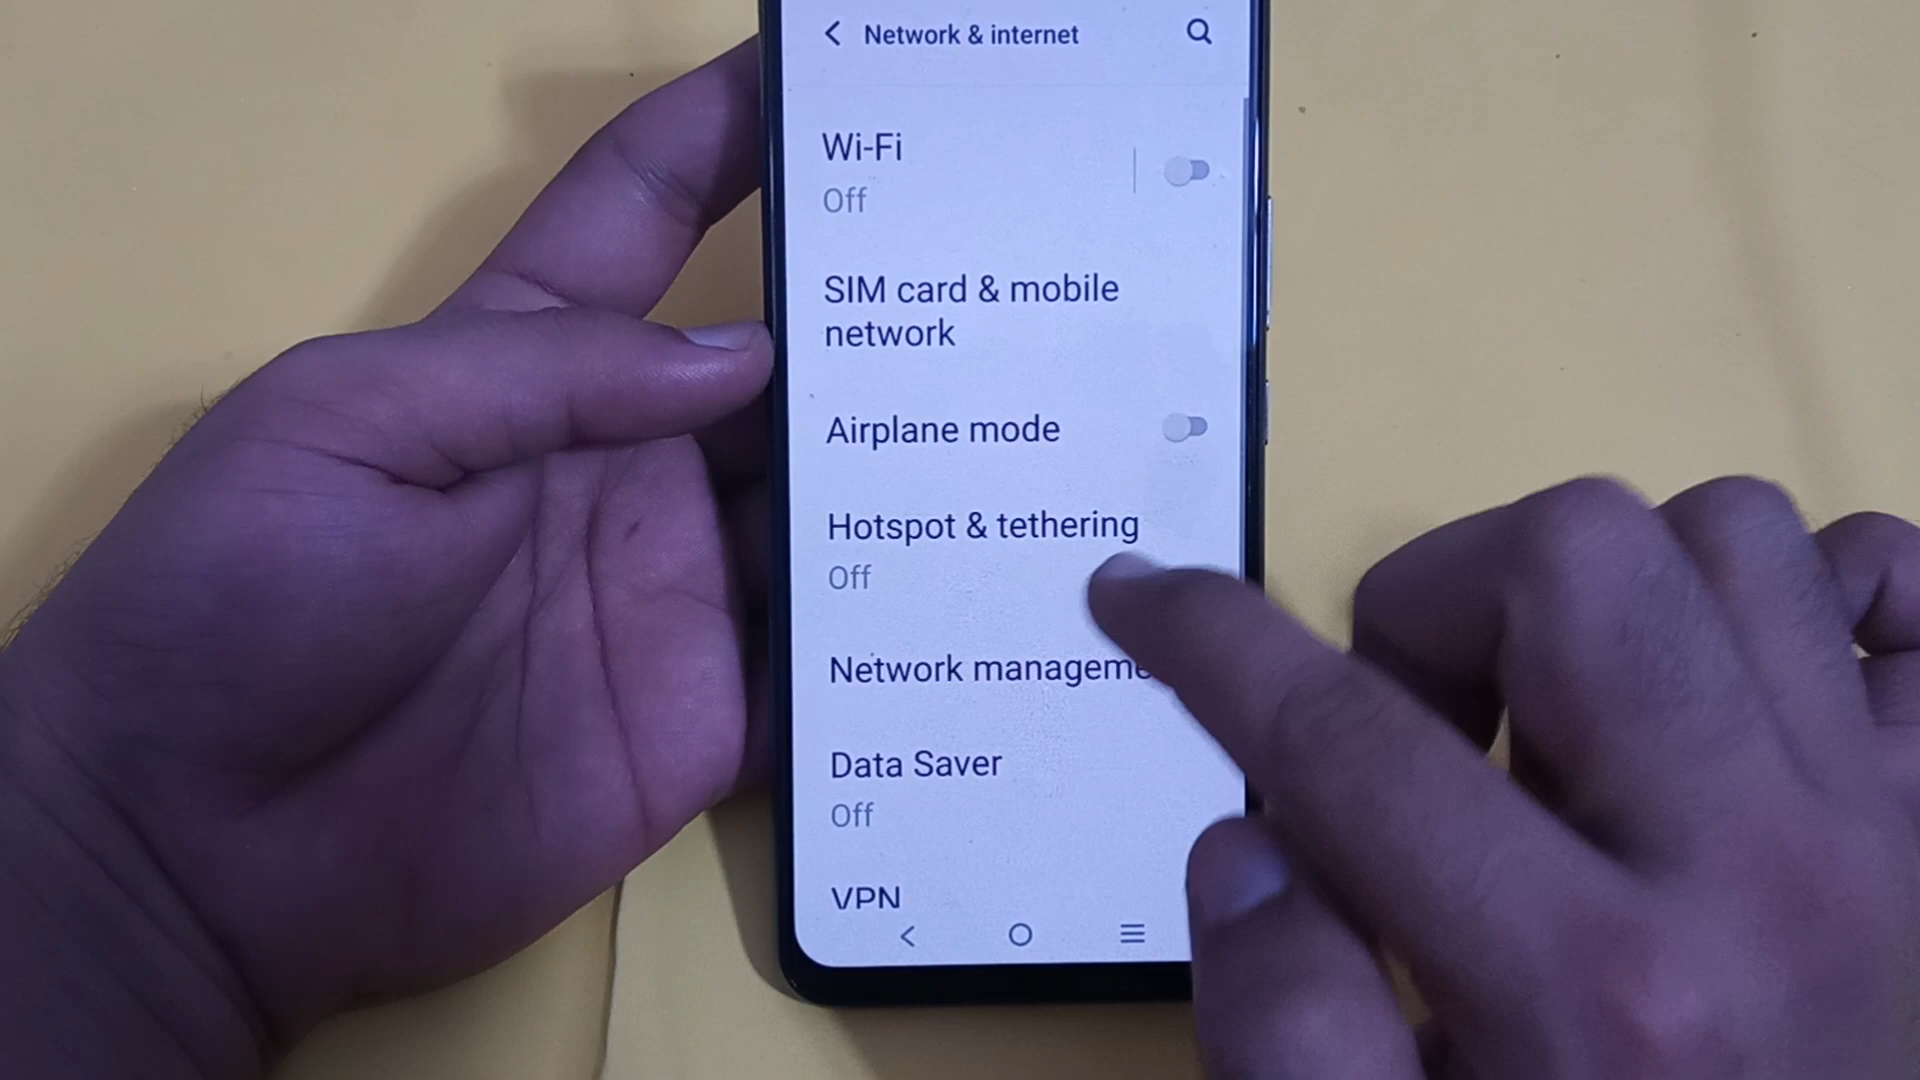 Network & internet
Wi-Fi
Off
SIM card & mobile
network
Airplane mode
Hotspot & tethering
Off
Network manageme
Data Saver
Off
VPN